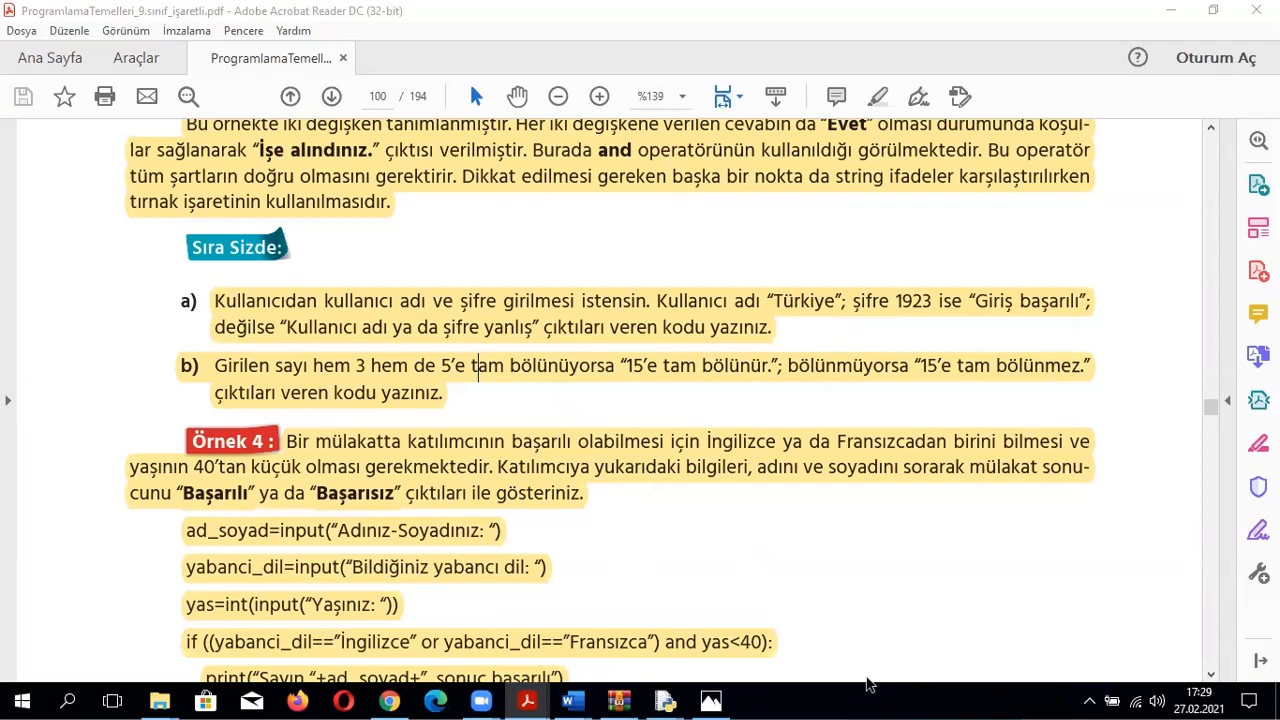 ProgramlamaTemelleri_9.sınıf_işaretli.pdf - Adobe Acrobat Reader DC (32-bit)
Dosya Düzenle Görünüm İmzalama Pencere Yardım
Ana Sayfa Araçlar ProgramlamaTemell... × Oturum Aç
100 / 194 %139
Bu örnekte iki değişken tanımlanmıştır. Her iki değişkene verilen cevabın da “Evet” olması durumunda koşul-
lar sağlanarak “İşe alındınız.” çıktısı verilmiştir. Burada and operatörünün kullanıldığı görülmektedir. Bu operatör
tüm şartların doğru olmasını gerektirir. Dikkat edilmesi gereken başka bir nokta da string ifadeler karşılaştırılırken
tırnak işaretinin kullanılmasıdır.
Sıra Sizde:
a) Kullanıcıdan kullanıcı adı ve şifre girilmesi istensin. Kullanıcı adı “Türkiye”; şifre 1923 ise “Giriş başarılı”;
değilse “Kullanıcı adı ya da şifre yanlış” çıktıları veren kodu yazınız.
b) Girilen sayı hem 3 hem de 5’e tam bölünüyorsa “15’e tam bölünür.”; bölünmüyorsa “15’e tam bölünmez.”
çıktıları veren kodu yazınız.
Örnek 4 : Bir mülakatta katılımcının başarılı olabilmesi için İngilizce ya da Fransızcadan birini bilmesi ve
yaşının 40’tan küçük olması gerekmektedir. Katılımcıya yukarıdaki bilgileri, adını ve soyadını sorarak mülakat sonu-
cunu “Başarılı” ya da “Başarısız” çıktıları ile gösteriniz.
ad_soyad=input(“Adınız-Soyadınız: “)
yabanci_dil=input(“Bildiğiniz yabancı dil: “)
yas=int(input(“Yaşınız: “))
if ((yabanci_dil==”İngilizce” or yabanci_dil==”Fransızca”) and yas<40):
print(“Sayın “+ad_soyad+”, sonuç başarılı”)
17:29
27.02.2021